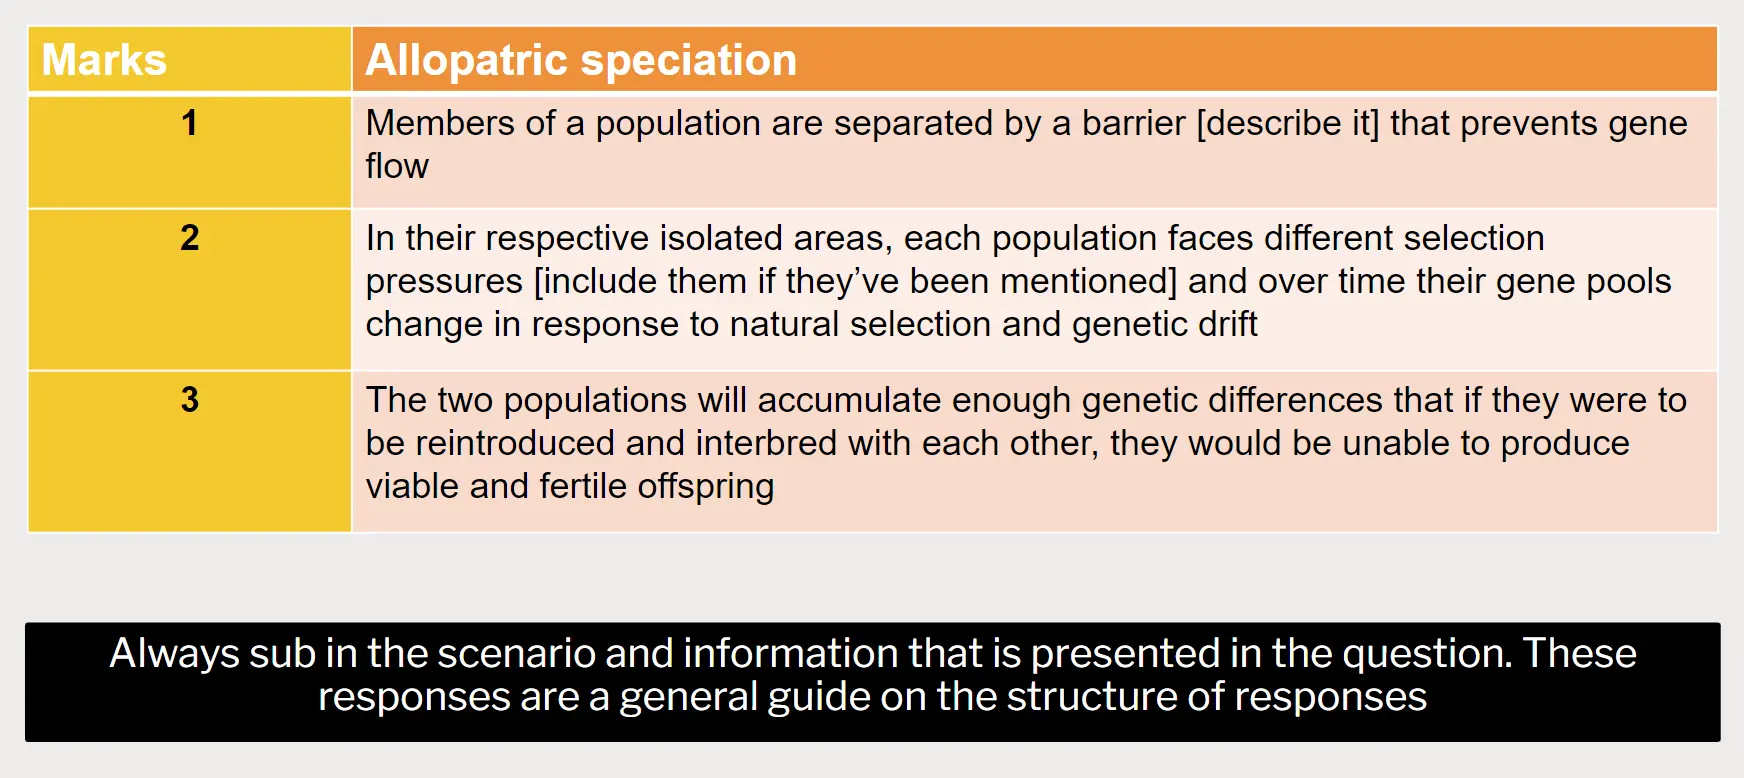 Marks
Allopatric speciation
1
Members of a population are separated by a barrier [describe it] that prevents gene
flow
2
In their respective isolated areas, each population faces different selection
pressures [include them if they’ve been mentioned] and over time their gene pools
change in response to natural selection and genetic drift
3
The two populations will accumulate enough genetic differences that if they were to
be reintroduced and interbred with each other, they would be unable to produce
viable and fertile offspring
Always sub in the scenario and information that is presented in the question. These
responses are a general guide on the structure of responses